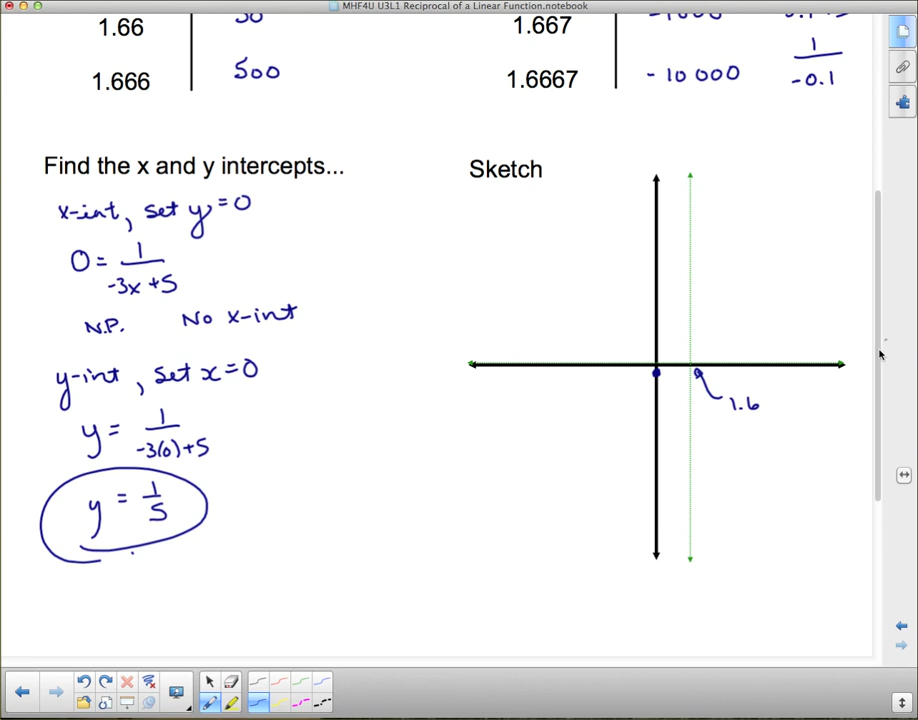 MHF4U U3L1 Reciprocal of a Linear Function.notebook
1.66
1.667
1.666
500
1.6667
- 10 000
1
-0.1
Find the x and y intercepts...
Sketch
x-int, set y=0
0 = 1
-3x+5
N.P. No x-int
y-int, set x=0
y = 1
-3(0)+5
1.6
y = 1
5